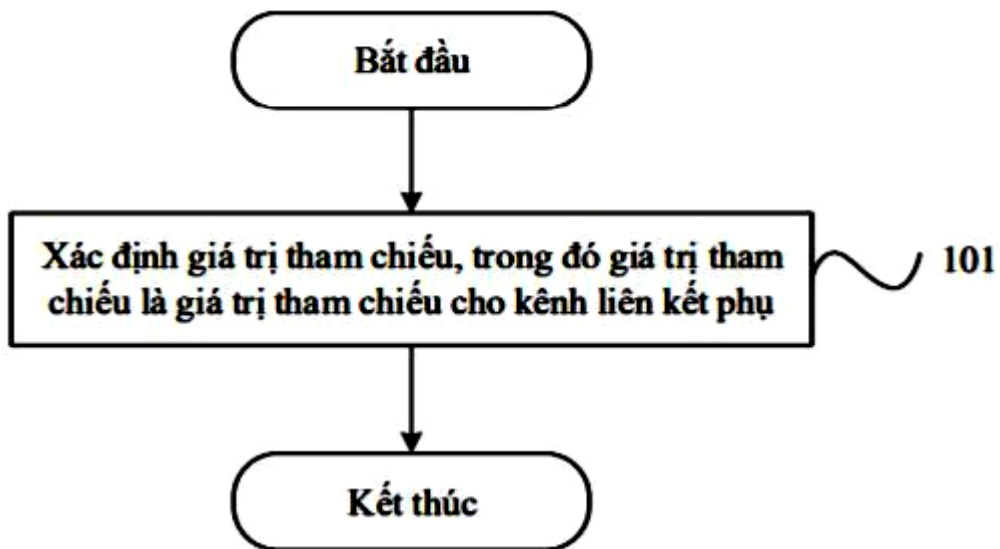 Bắt đầu
Xác định giá trị tham chiếu, trong đó giá trị tham
chiếu là giá trị tham chiếu cho kênh liên kết phụ
101
Kết thúc